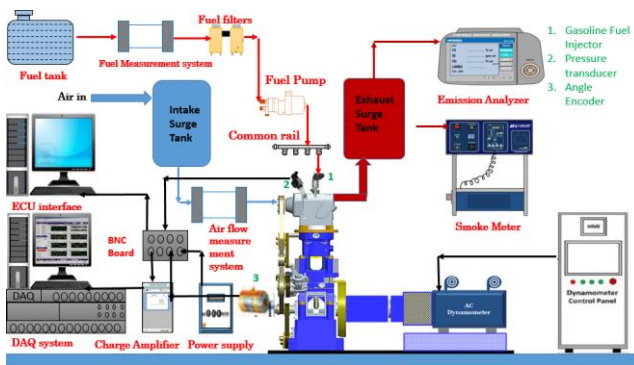 Fuel tank
Fuel Measurement system
Fuel filters
Fuel Pump
Common rail
Air in
Intake
Surge
Tank
Exhaust
Surge
Tank
Emission Analyzer
1. Gasoline Fuel
Injector
2. Pressure
transducer
3. Angle
Encoder
Smoke Meter
ECU interface
2
1
Air flow
measure
ment
system
BNC
Board
3
DAQ
DAQ system
Charge Amplifier
Power supply
AC
Dynamometer
HMI
Dynamometer
Control Panel